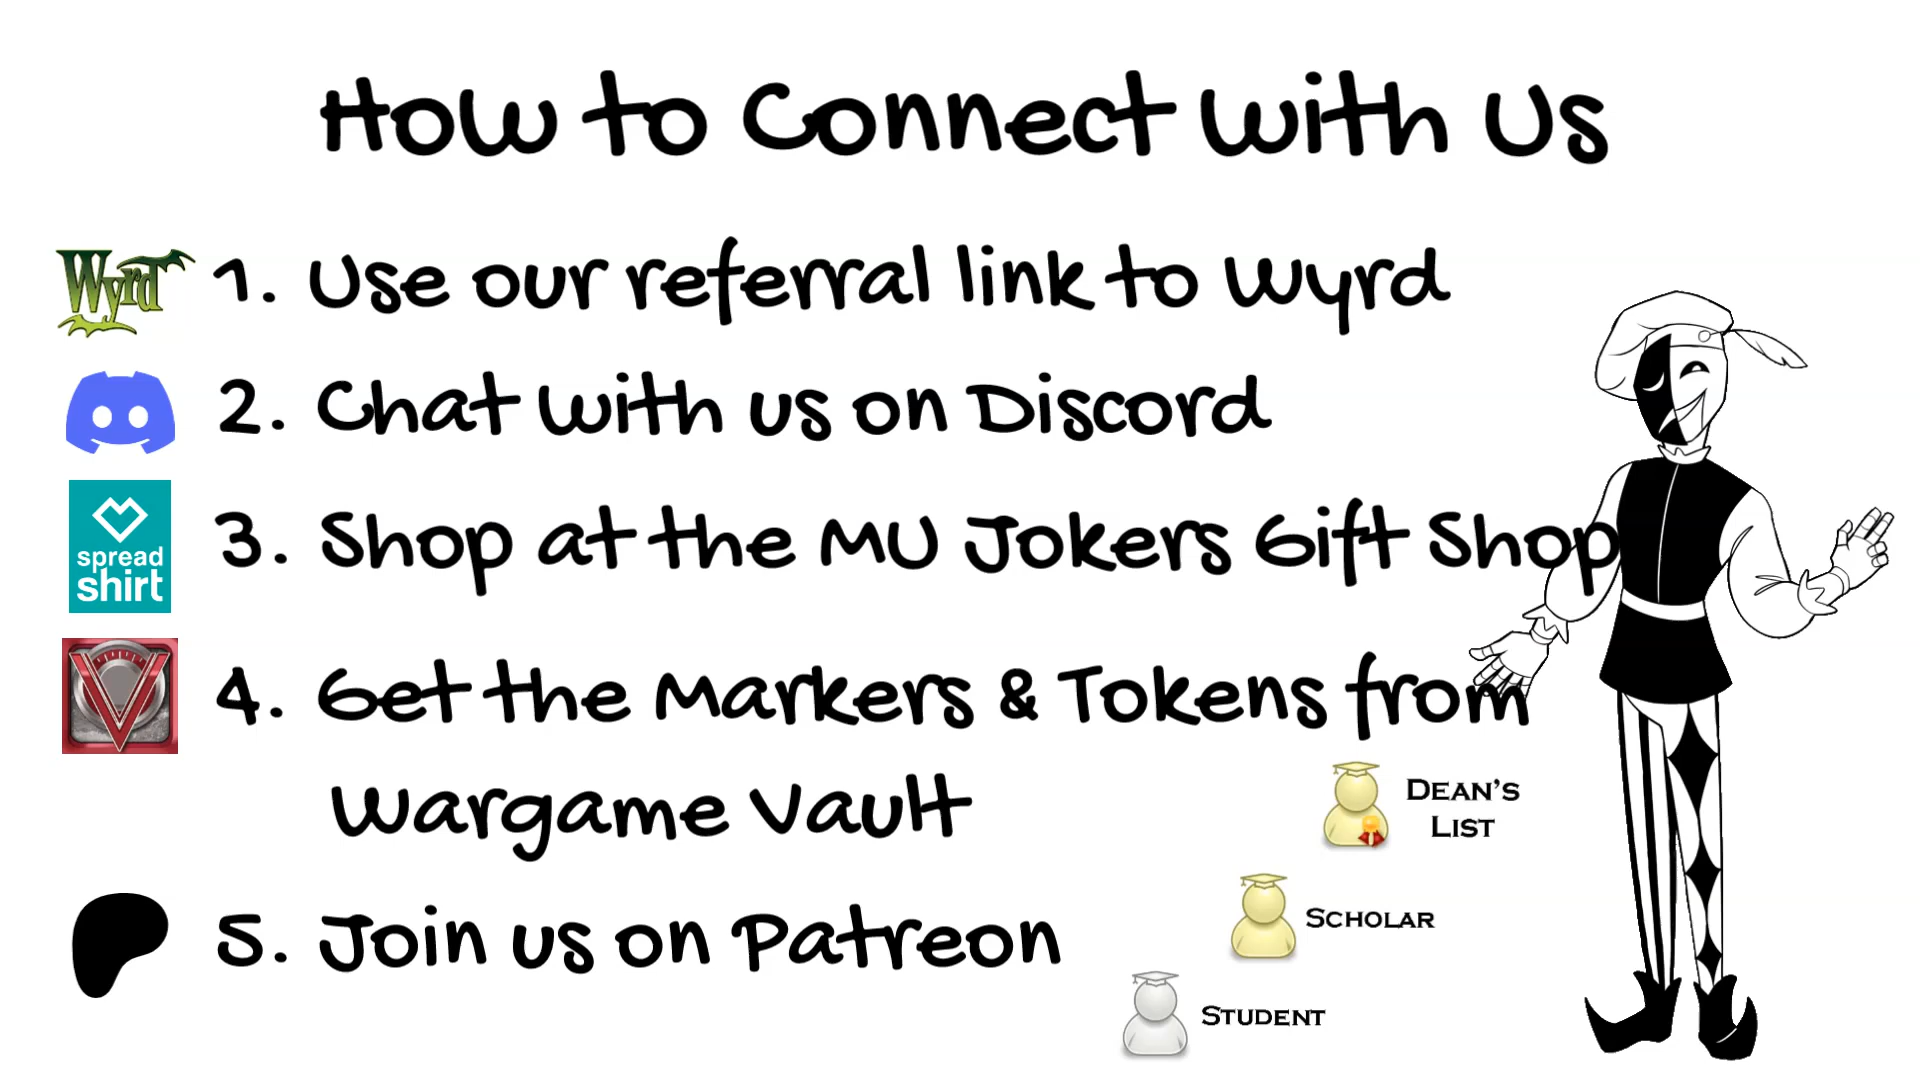 How to Connect with Us
Wyrd
1. Use our referral link to Wyrd
2. Chat with us on Discord
spread
shirt
3. Shop at the MU Jokers Gift Shop
V
4. Get the Markers & Tokens from
Wargame Vault
DEAN'S
LIST
SCHOLAR
5. Join us on Patreon
STUDENT